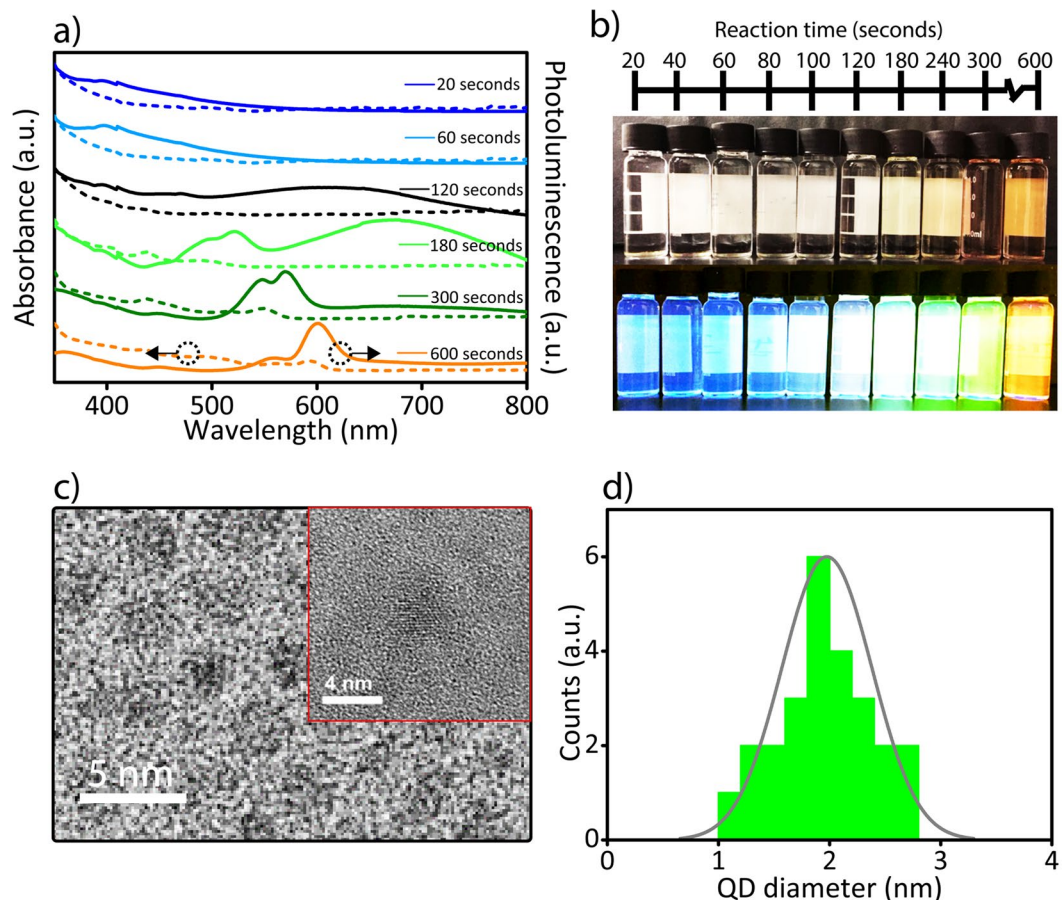 a)
Absorbance (a.u.)
Photoluminescence (a.u.)
20 seconds
60 seconds
120 seconds
180 seconds
300 seconds
600 seconds
400 500 600 700 800
Wavelength (nm)
b)
Reaction time (seconds)
20 40 60 80 100 120 180 240 300 600
c)
5 nm
4 nm
d)
Counts (a.u.)
6
4
2
0
0 1 2 3 4
QD diameter (nm)